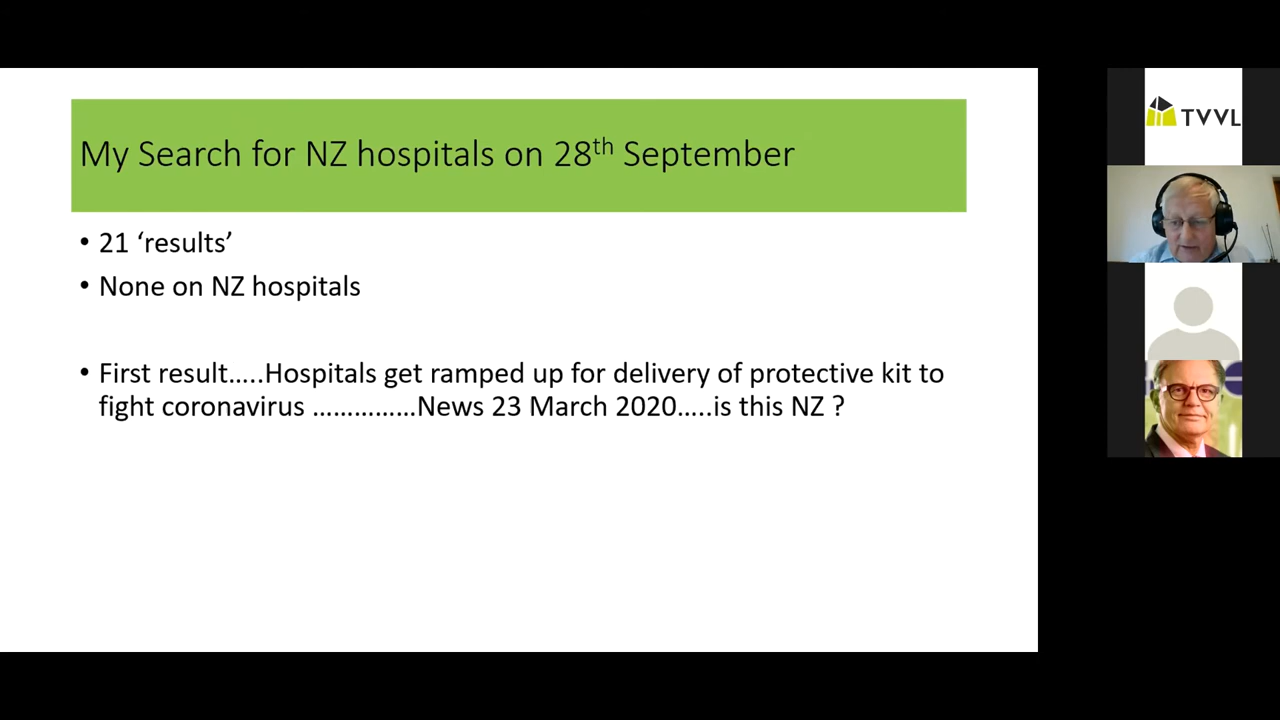 My Search for NZ hospitals on 28th September
• 21 ‘results’
• None on NZ hospitals
• First result…..Hospitals get ramped up for delivery of protective kit to
fight coronavirus ……………News 23 March 2020…..is this NZ ?
TVVL